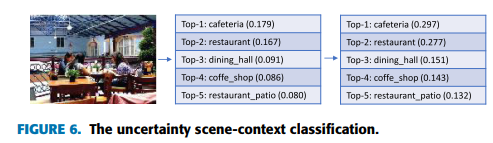 Top-1: cafeteria (0.179)
Top-2: restaurant (0.167)
Top-3: dining_hall (0.091)
Top-4: coffe_shop (0.086)
Top-5: restaurant_patio (0.080)
Top-1: cafeteria (0.297)
Top-2: restaurant (0.277)
Top-3: dining_hall (0.151)
Top-4: coffe_shop (0.143)
Top-5: restaurant_patio (0.132)
FIGURE 6. The uncertainty scene-context classification.